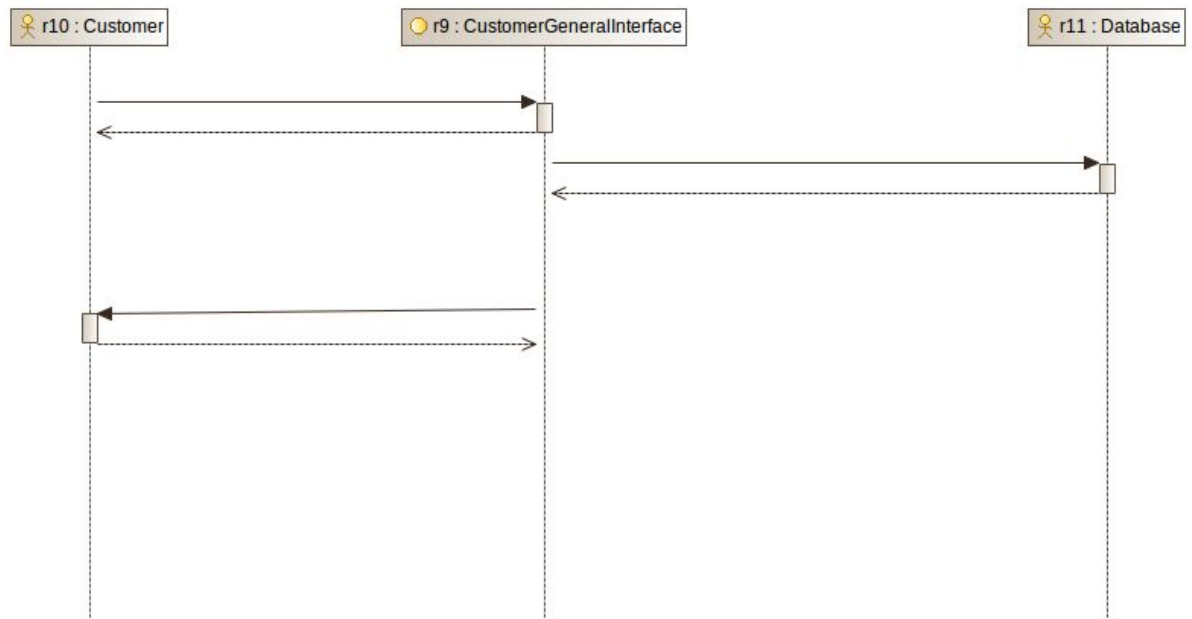 r10 : Customer
r9 : CustomerGeneralInterface
r11 : Database